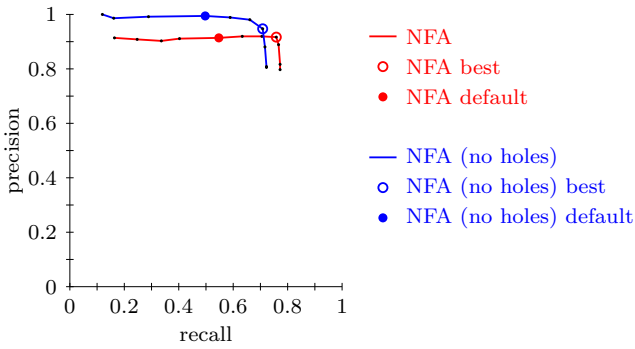 1
0.8
0.6
0.4
0.2
0
precision
0 0.2 0.4 0.6 0.8 1
recall
NFA
NFA best
NFA default
NFA (no holes)
NFA (no holes) best
NFA (no holes) default